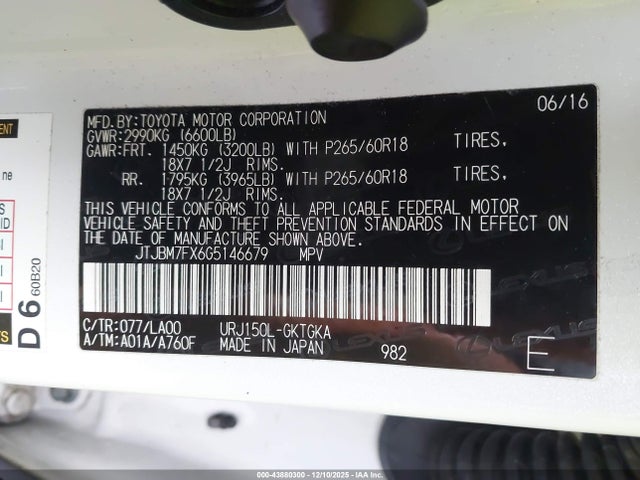 06/16
MFD.BY:TOYOTA MOTOR CORPORATION
GVWR:2990KG (6600LB)
GAWR:FRT. 1450KG (3200LB) WITH P265/60R18 TIRES,
18X7 1/2J RIMS.
RR. 1795KG (3965LB) WITH P265/60R18 TIRES,
18X7 1/2J RIMS.
THIS VEHICLE CONFORMS TO ALL APPLICABLE FEDERAL MOTOR
VEHICLE SAFETY AND THEFT PREVENTION STANDARDS IN EFFECT ON
THE DATE OF MANUFACTURE SHOWN ABOVE.
JTJBM7FX6G5146679 MPV
C/TR:077/LA00 URJ150L-GKTGKA
A/TM:A01A/A760F MADE IN JAPAN 982
E
D 6 60B20
000-43880300 - 12/10/2025 - IAAI.COM